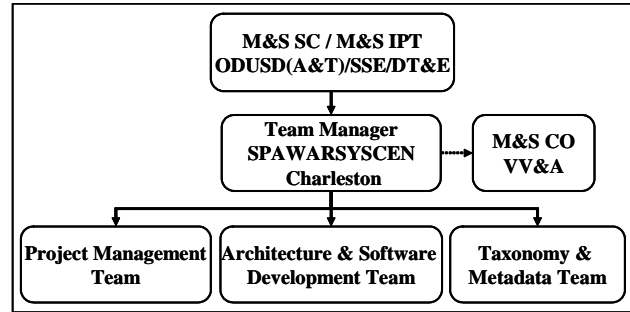 M&S SC / M&S IPT
ODUSD(A&T)/SSE/DT&E
Team Manager
SPAWARSYSCEN
Charleston
M&S CO
VV&A
Project Management
Team
Architecture & Software
Development Team
Taxonomy &
Metadata Team